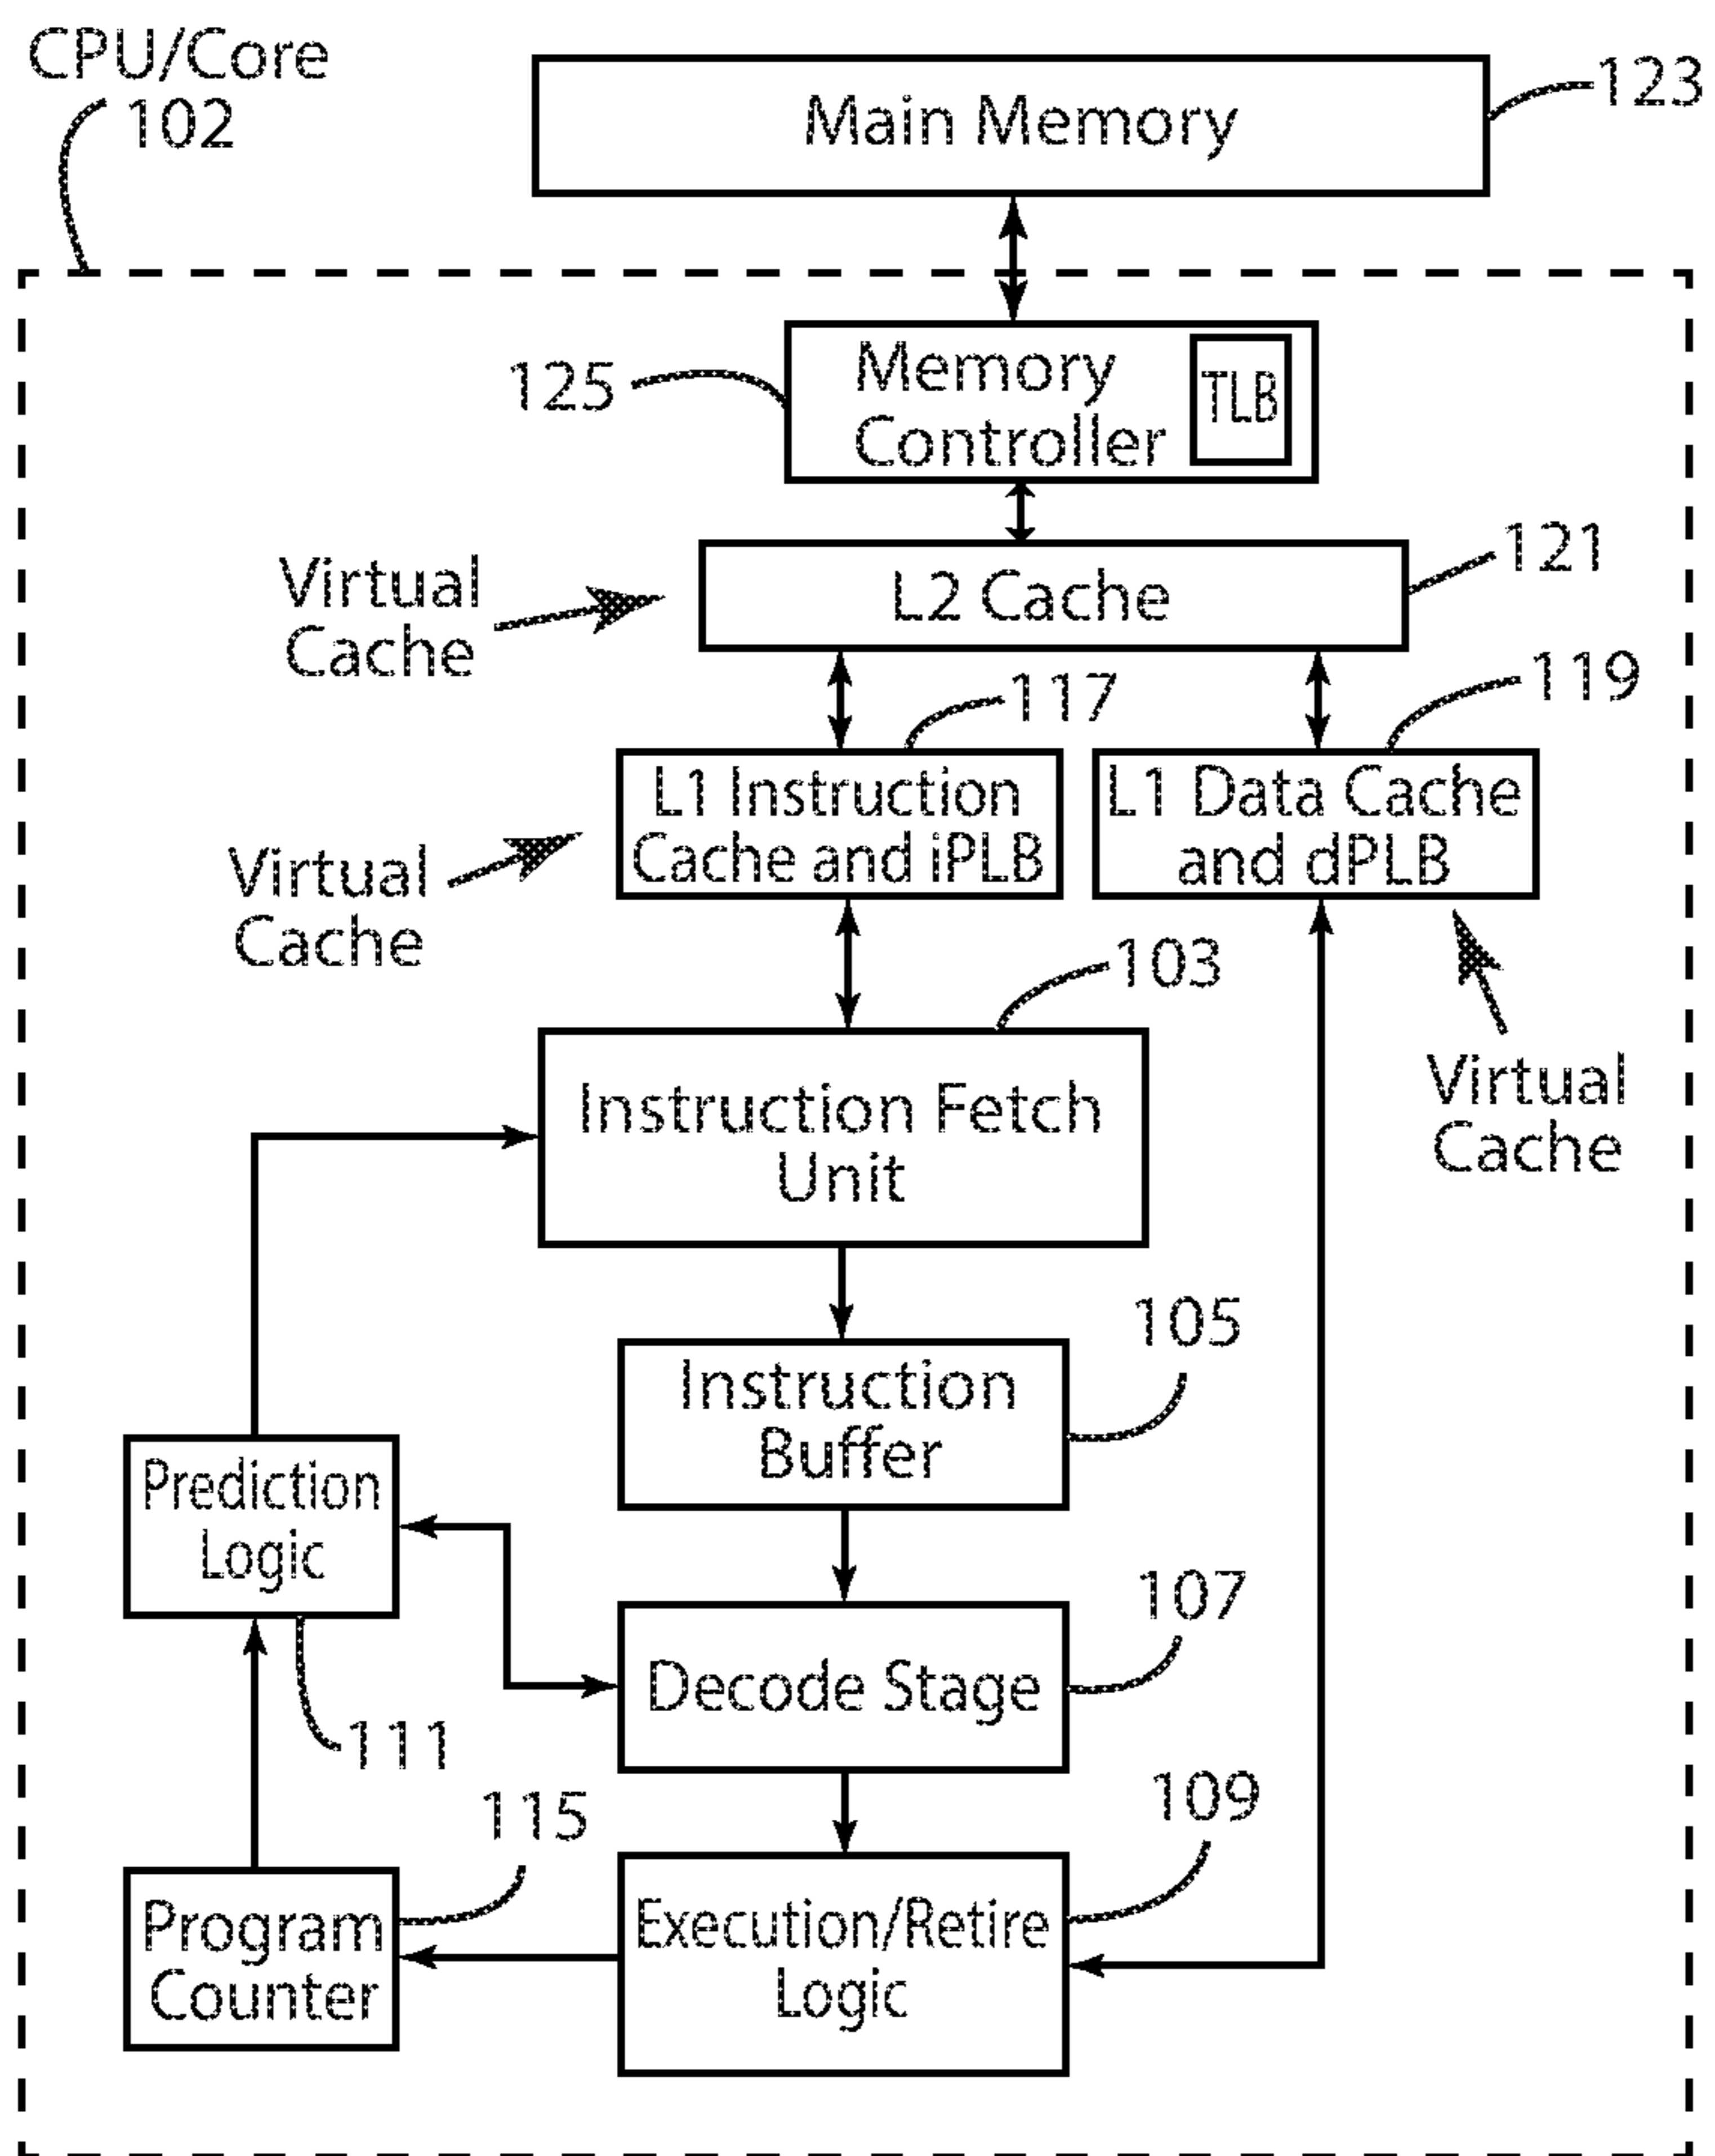 CPU/Core
102
Main Memory
123
Memory
Controller
TLB
125
L2 Cache
121
Virtual
Cache
117
119
L1 Instruction
Cache and iPLB
L1 Data Cache
and dPLB
Virtual
Cache
103
Virtual
Cache
Instruction Fetch
Unit
105
Instruction
Buffer
Prediction
Logic
107
Decode Stage
111
115
109
Program
Counter
Execution/Retire
Logic